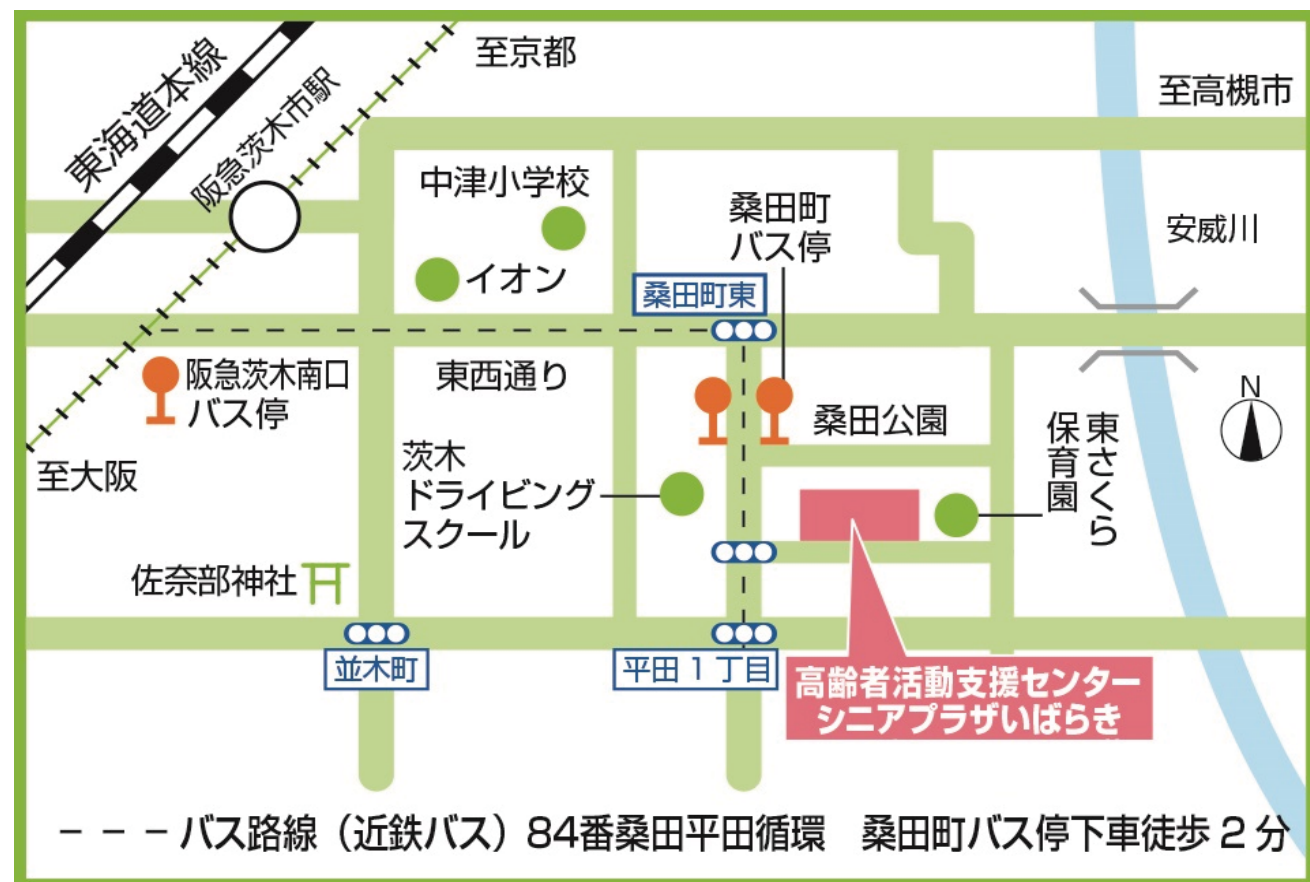 至京都
東海道本線
阪急茨木市駅
至高槻市
中津小学校
桑田町
バス停
安威川
イオン
桑田町東
阪急茨木南口
バス停
東西通り
N
桑田公園
東さくら
保育園
至大阪
茨木
ドライビング
スクール
佐奈部神社
並木町
平田1丁目
高齢者活動支援センター
シニアプラザいばらき
バス路線（近鉄バス）84番桑田平田循環　桑田町バス停下車徒歩2分